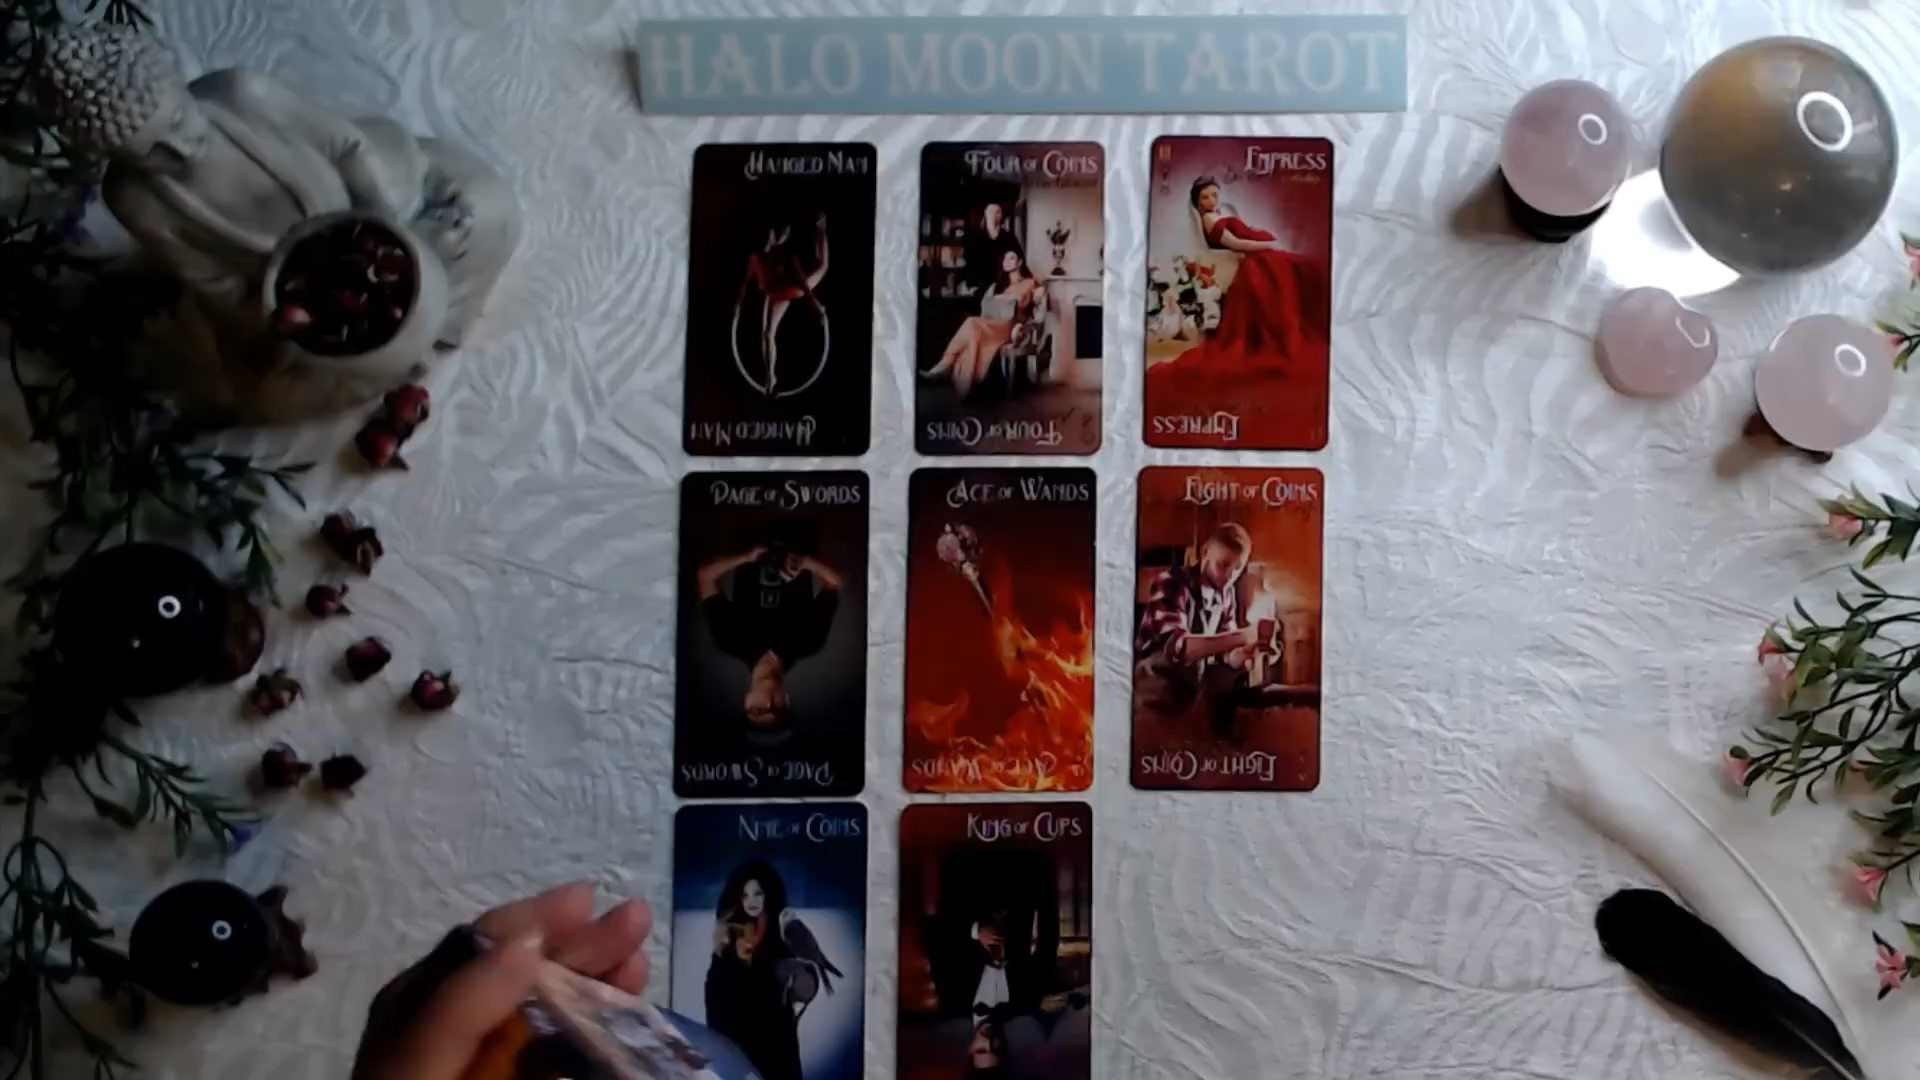 HALO MOON TAROT
HANGED MAN
FOUR OF COINS
EMPRESS
HANGED MAN
FOUR OF COINS
EMPRESS
PAGE OF SWORDS
ACE OF WANDS
EIGHT OF COINS
PAGE OF SWORDS
ACE OF WANDS
EIGHT OF COINS
NINE OF COINS
KING OF CUPS